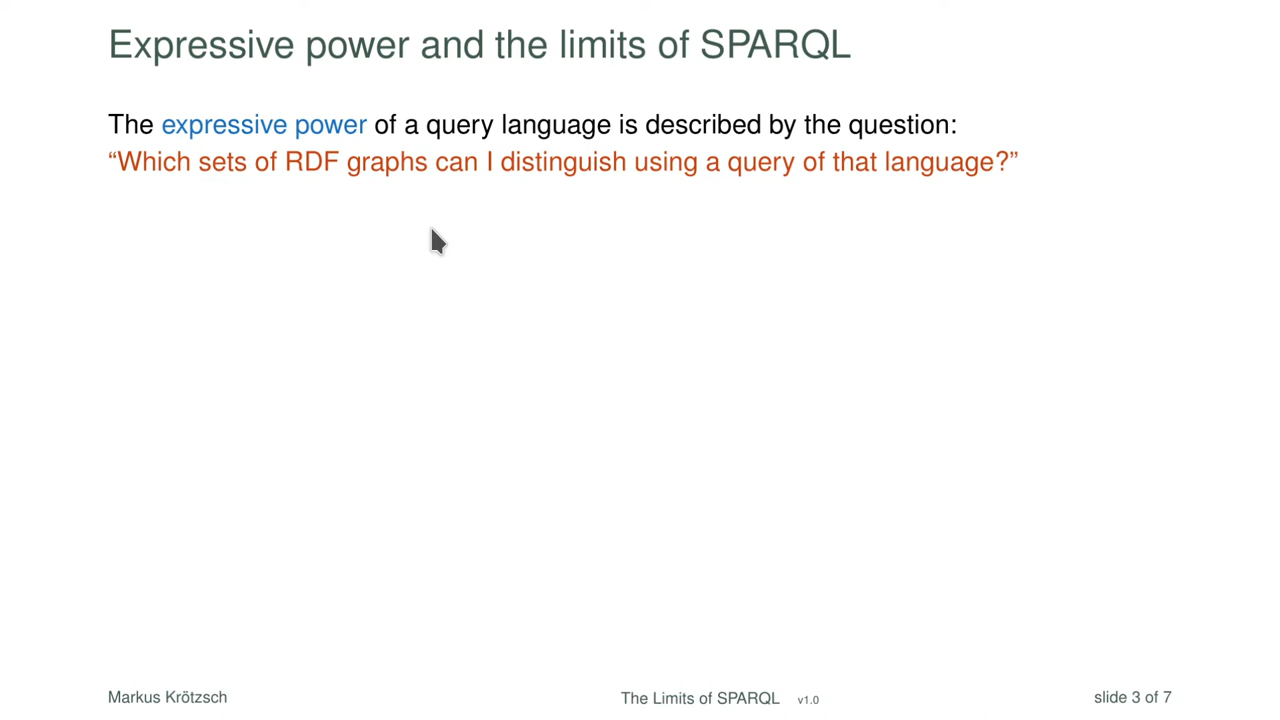 Expressive power and the limits of SPARQL
The expressive power of a query language is described by the question:
“Which sets of RDF graphs can I distinguish using a query of that language?”
Markus Krötzsch
The Limits of SPARQL v1.0
slide 3 of 7